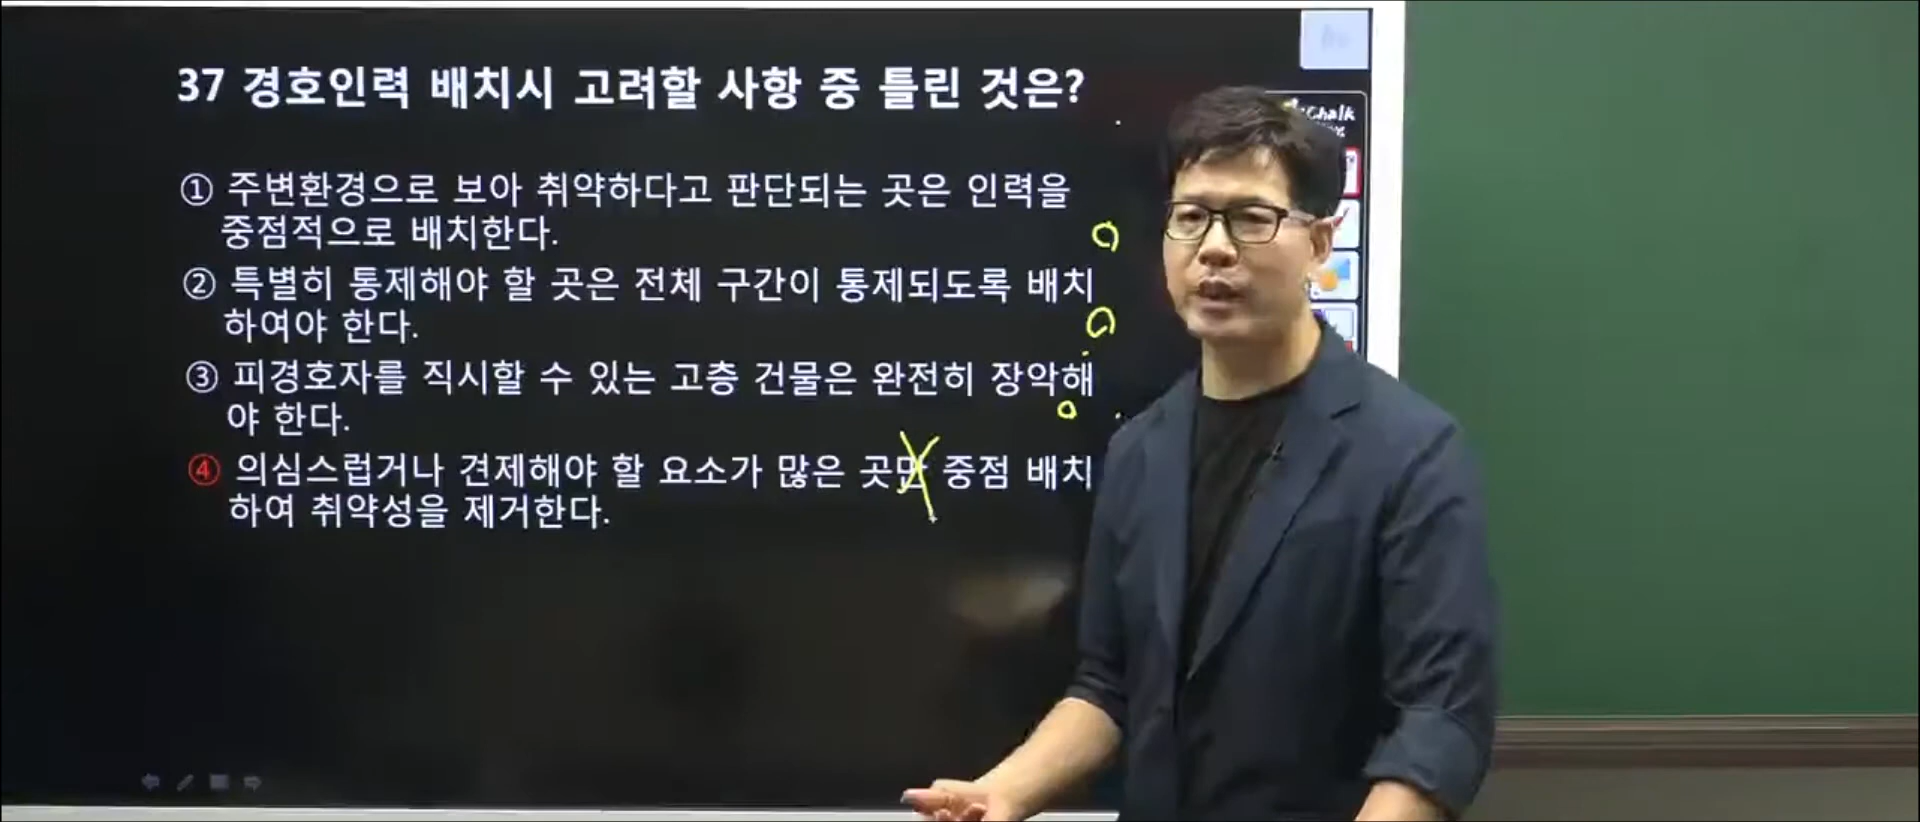 37 경호인력 배치시 고려할 사항 중 틀린 것은?
① 주변환경으로 보아 취약하다고 판단되는 곳은 인력을
중점적으로 배치한다.
② 특별히 통제해야 할 곳은 전체 구간이 통제되도록 배치
하여야 한다.
③ 피경호자를 직시할 수 있는 고층 건물은 완전히 장악해
야 한다.
④ 의심스럽거나 견제해야 할 요소가 많은 곳만 중점 배치
하여 취약성을 제거한다.
Chalk